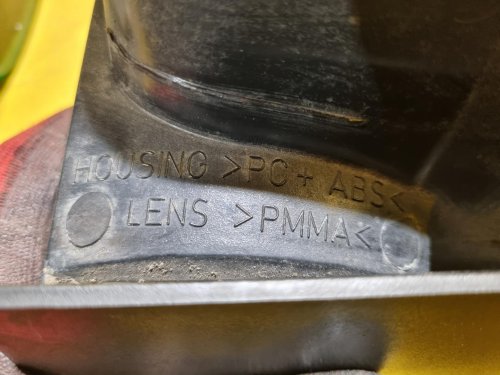 HOUSING >PC + ABS<
LENS >PMMA<